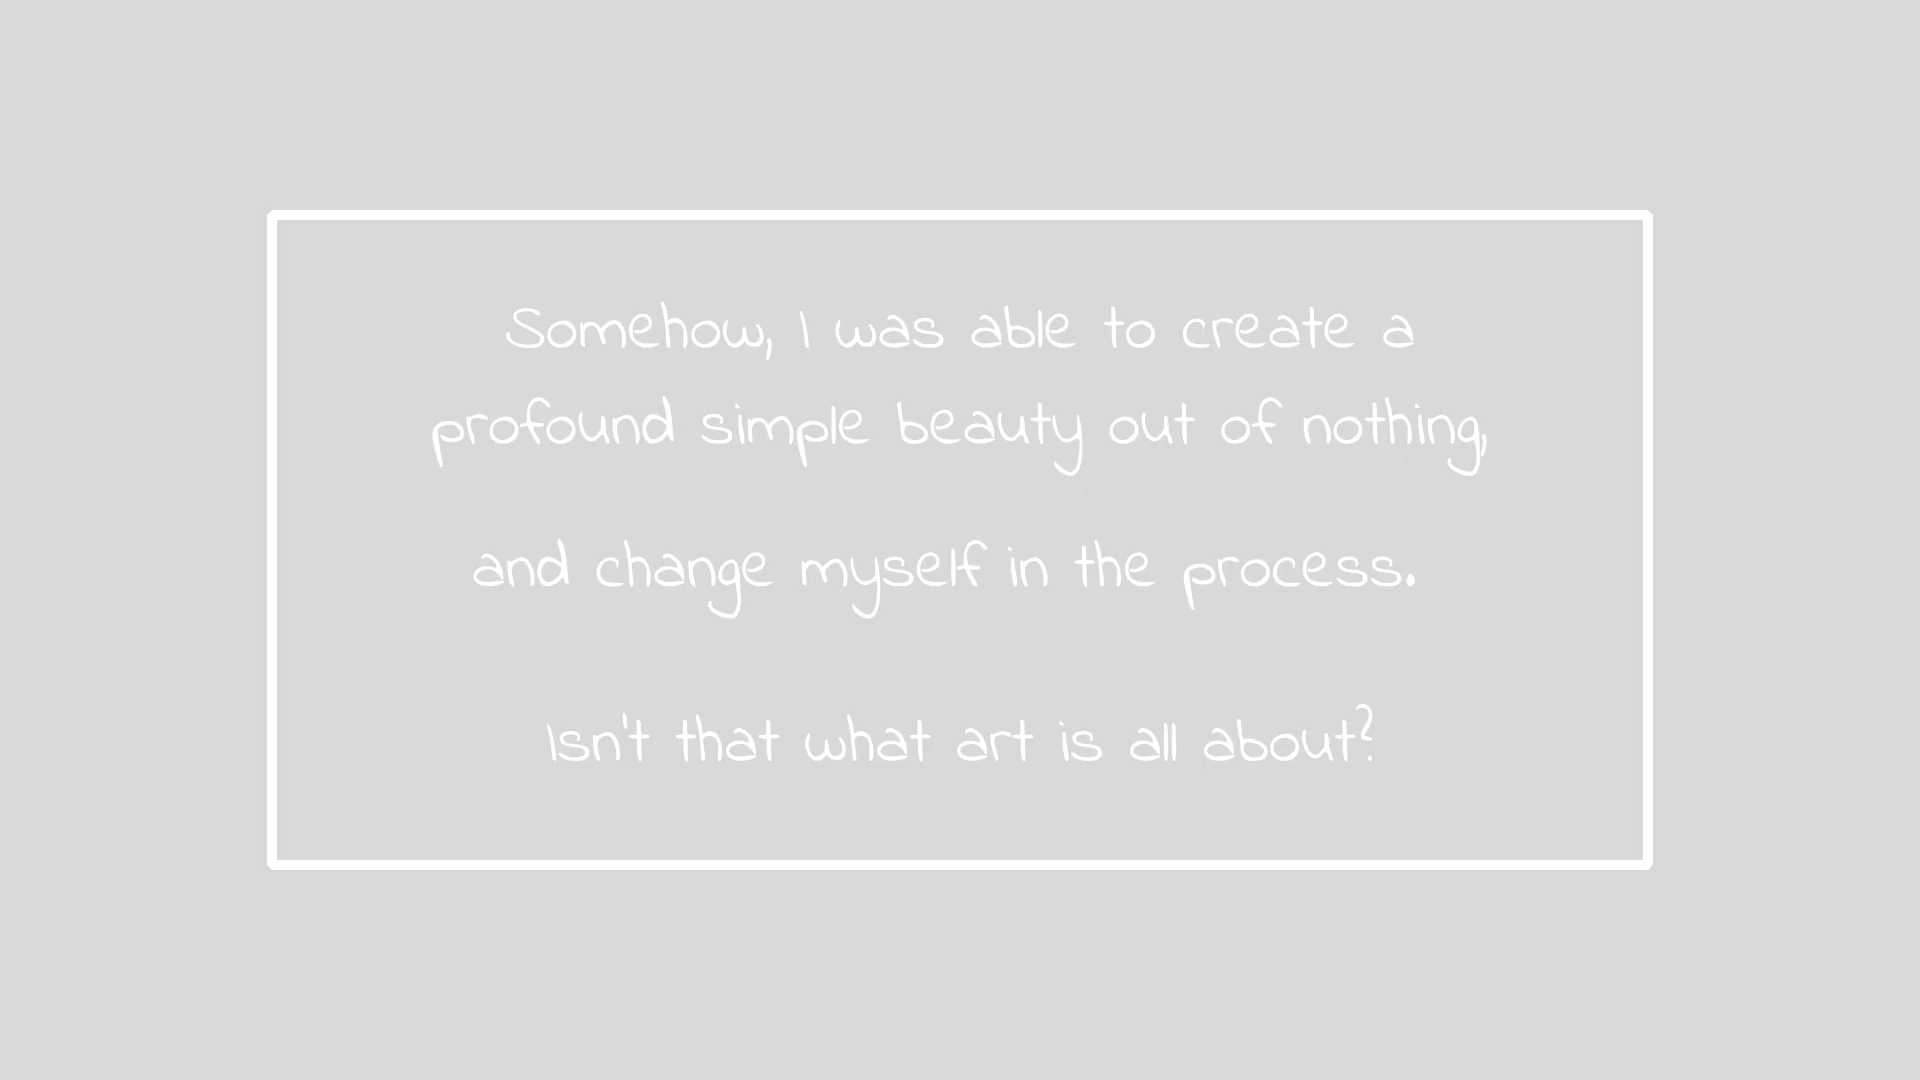 Somehow, I was able to create a
profound simple beauty out of nothing,
and change myself in the process.
Isn't that what art is all about?